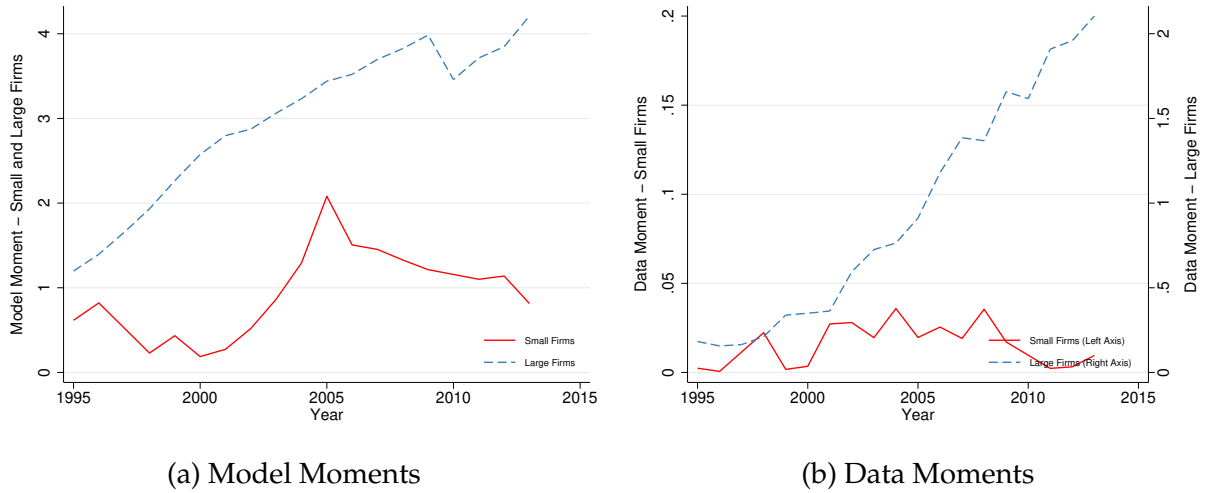 Model Moment − Small and Large Firms
4
3
2
1
0
1995
2000
2005
2010
2015
Year
Small Firms
Large Firms
(a) Model Moments
Data Moment − Small Firms
.2
.15
.1
.05
0
Data Moment − Large Firms
2
1.5
1
.5
0
1995
2000
2005
2010
2015
Year
Small Firms (Left Axis)
Large Firms (Right Axis)
(b) Data Moments